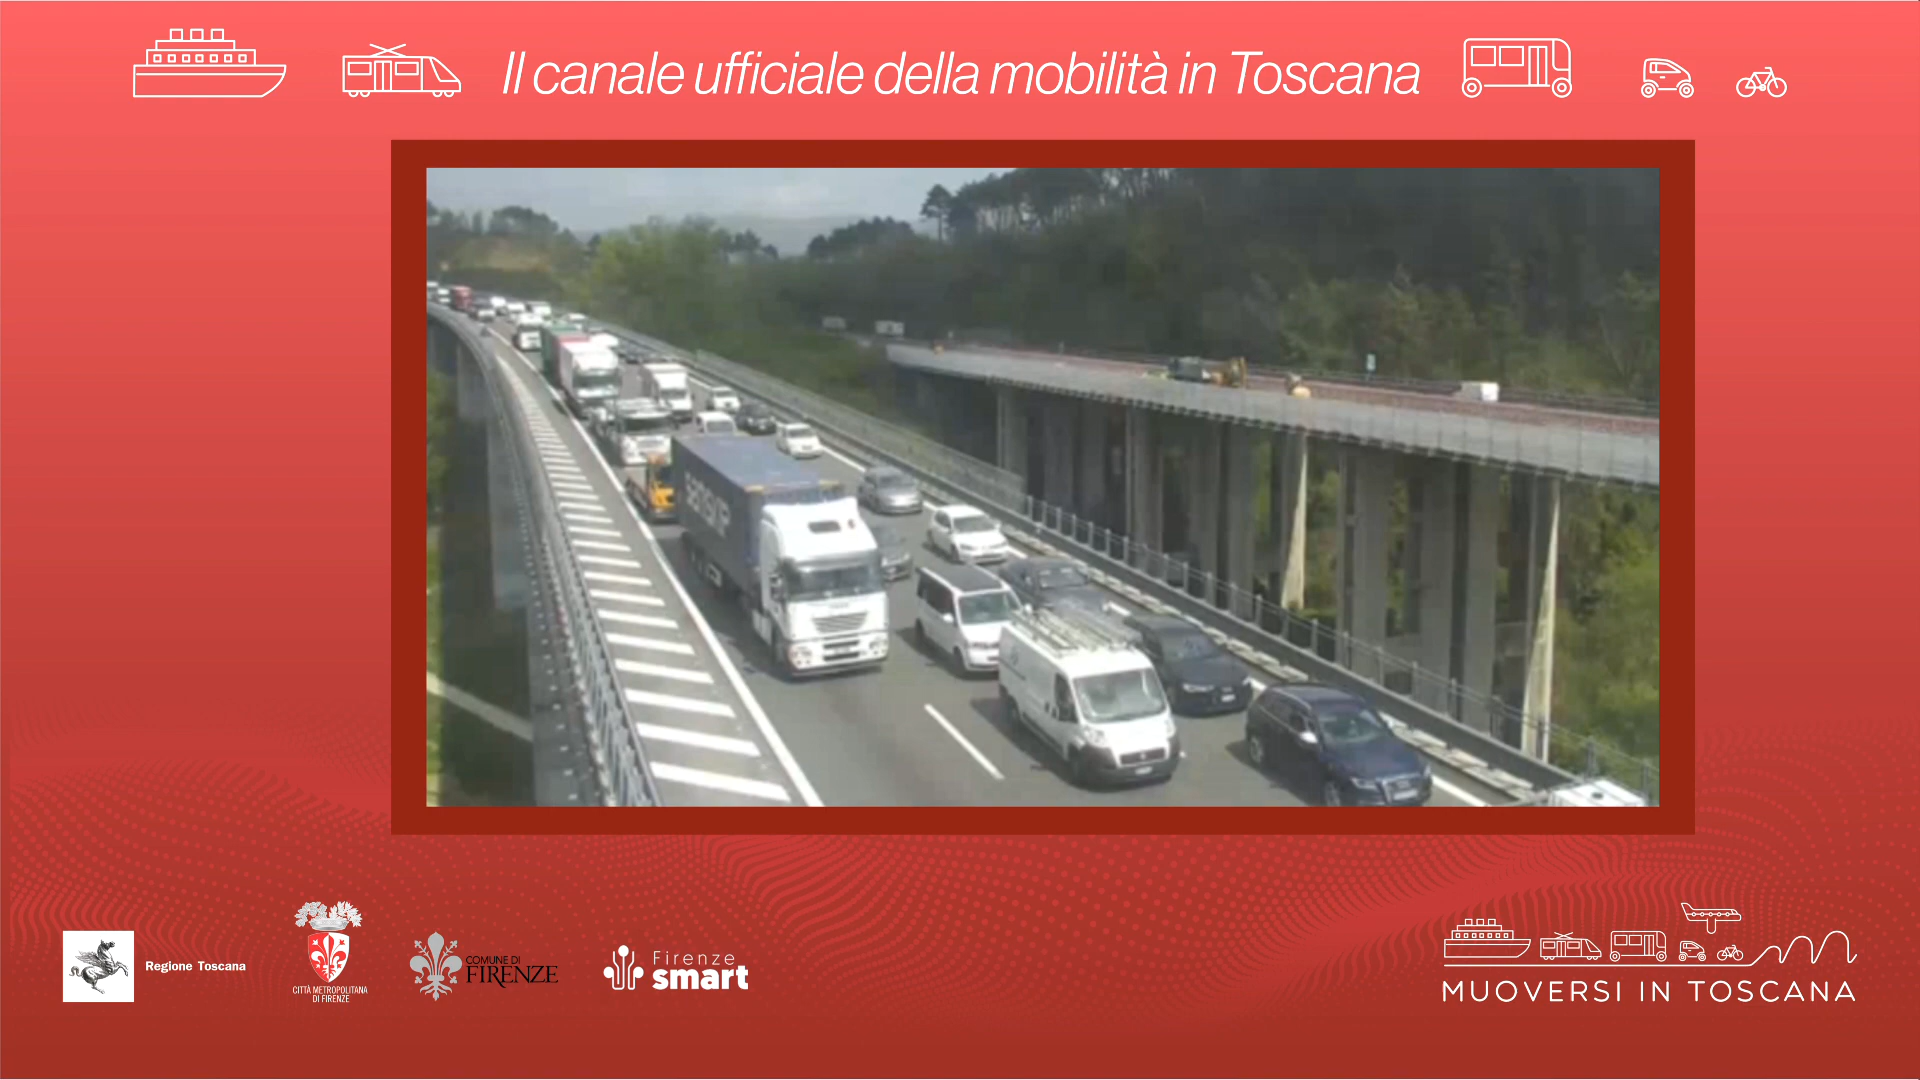 Il canale ufficiale della mobilità in Toscana
Regione Toscana
CITTÀ METROPOLITANA
DI FIRENZE
COMUNE DI
FIRENZE
Firenze
smart
MUOVERSI IN TOSCANA